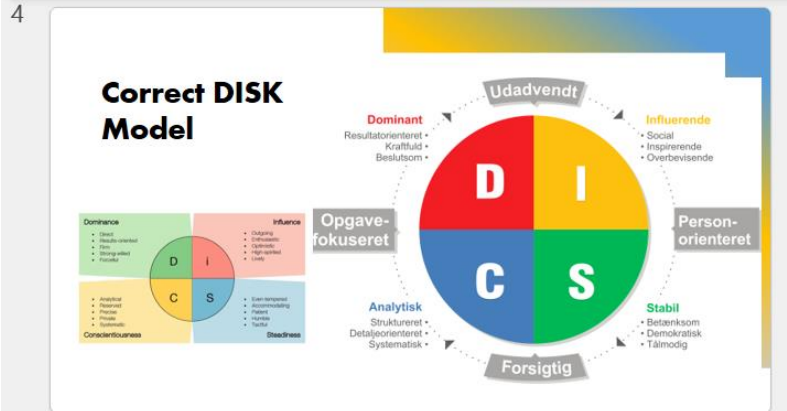 4
Correct DISK
Model
Dominance
Direct
Results-oriented
Firm
Strong-willed
Forceful
Influence
Outgoing
Enthusiastic
Optimistic
High-spirited
Lively
D
i
C
S
Analytical
Reserved
Precise
Private
Systematic
Conscientiousness
Even-tempered
Accommodating
Patient
Humble
Tactful
Steadiness
Udadvendt
Dominant
Resultatorienteret •
Kraftfuld •
Beslutsom •
Influerende
• Social
• Inspirerende
• Overbevisende
D
I
Opgave-
fokuseret
Person-
orienteret
C
S
Analytisk
Struktureret •
Detaljeorienteret •
Systematisk •
Stabil
• Betænksom
• Demokratisk
• Tålmodig
Forsigtig